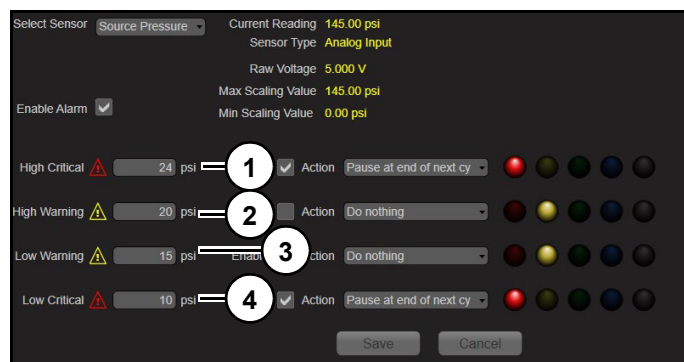 Select Sensor Source Pressure Current Reading 145.00 psi
Sensor Type Analog Input
Raw Voltage 5.000 V
Max Scaling Value 145.00 psi
Enable Alarm Min Scaling Value 0.00 psi
High Critical 24 psi 1 Action Pause at end of next cy
High Warning 20 psi 2 Action Do nothing
Low Warning 15 psi 3 Action Do nothing
Low Critical 10 psi 4 Action Pause at end of next cy
Save Cancel